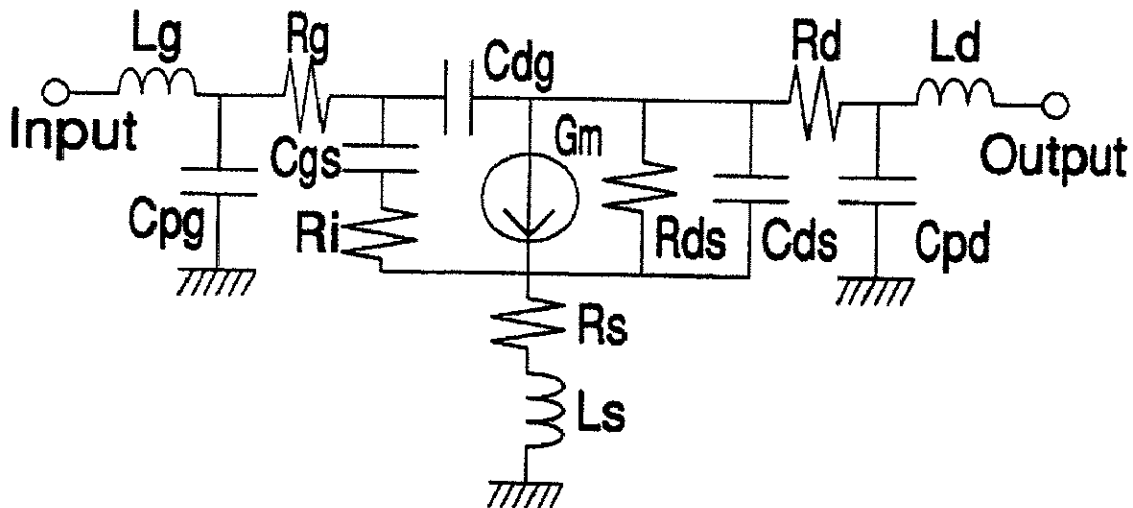 Lg
Rg
Cdg
Rd
Ld
Input
Cgs
Gm
Output
Cpg
Ri
Rds
Cds
Cpd
Rs
Ls